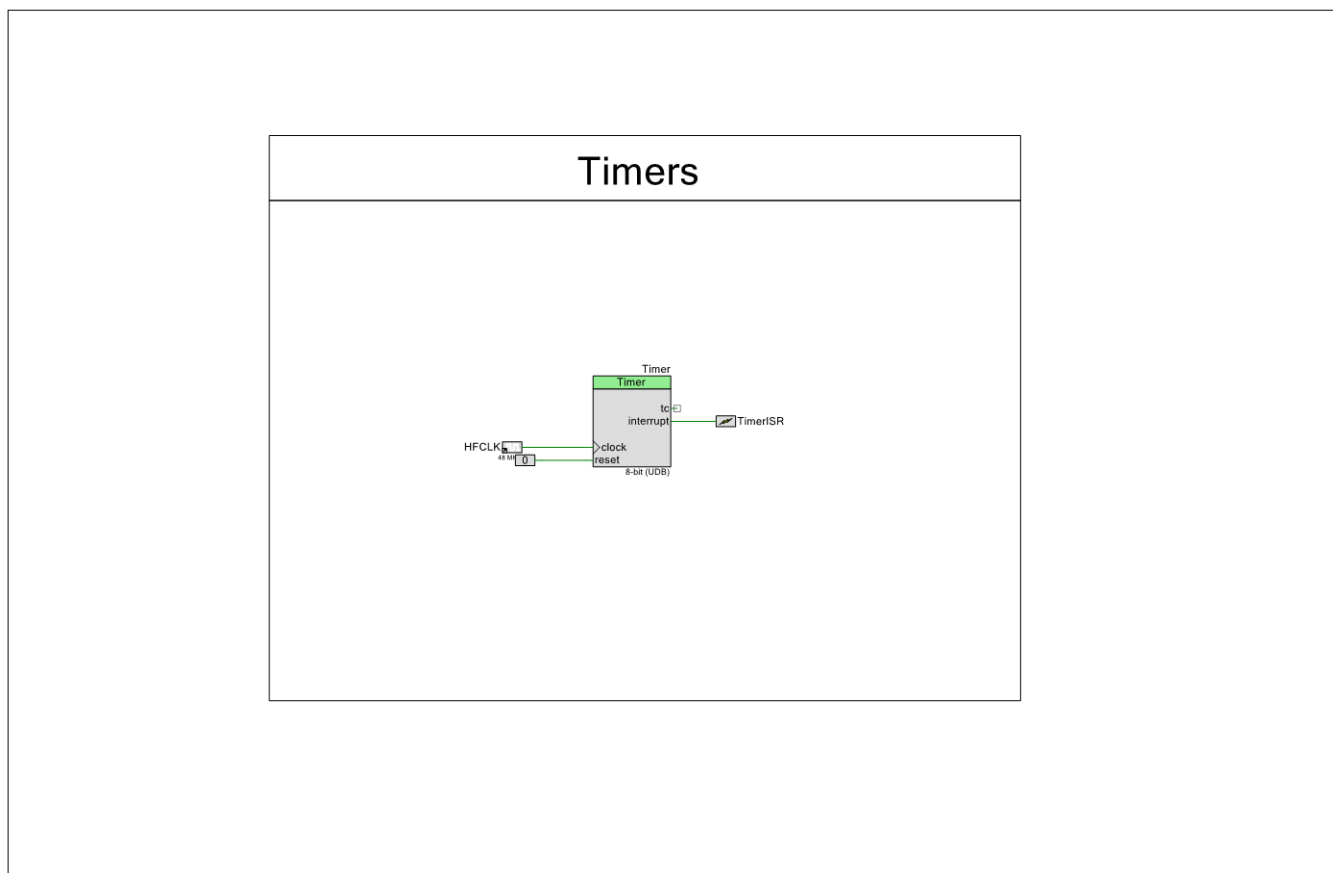 Timers
Timer
Timer
tc
interrupt
TimerISR
HFCLK
clock
0
reset
8-bit (UDB)